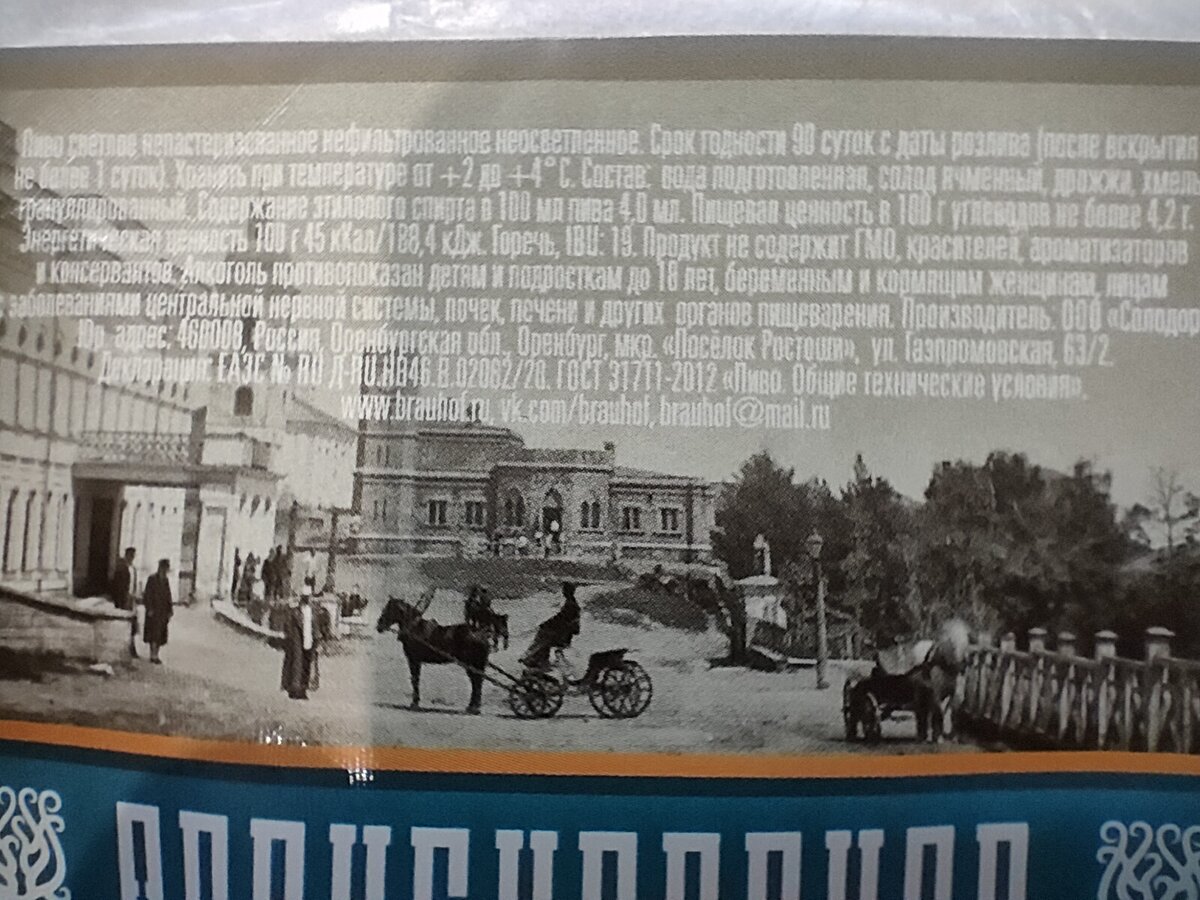 Пиво светлое непастеризованное нефильтрованное неосветленное. Срок годности 90 суток с даты розлива (после вскрытия
не более 1 суток). Хранить при температуре от +2 до +4°С. Состав: вода подготовленная, солод ячменный, дрожжи, хмель
гранулированный. Содержание этилового спирта в 100 мл пива 4,0 мл. Пищевая ценность в 100 г углеводов не более 4,2 г.
Энергетическая ценность 100 г 45 кКал/188,4 кДж. Горечь, IBU: 19. Продукт не содержит ГМО, красителей, ароматизаторов
и консервантов. Алкоголь противопоказан детям и подросткам до 18 лет, беременным и кормящим женщинам, лицам
заболеваниями центральной нервной системы, почек, печени и других органов пищеварения. Производитель: ООО
Юр. адрес: 460008, Россия, Оренбургская обл., Оренбург, мкр. «Посёлок Ростоши», ул. Газпромовская, 63/2.
Декларация: ЕАЭС № RU Д-RU.НВ46.В.02062/20. ГОСТ 31711-2012 «Пиво. Общие технические условия».
www.brauhof.ru, vk.com/brauhof, brauhof@mail.ru